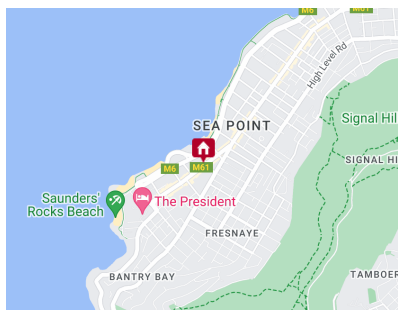 M6
M61
High Level Rd
SEA POINT
Signal Hil
M6
M61
SIGNAL HI
Saunders'
Rocks Beach
The President
FRESNAYE
BANTRY BAY
TAMBOER